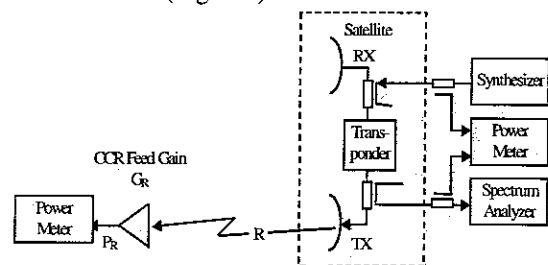 Satellite
RX
Synthesizer
Trans-
ponder
Power
Meter
CCR Feed Gain
GR
Power
Meter
PR
R
TX
Spectrum
Analyzer